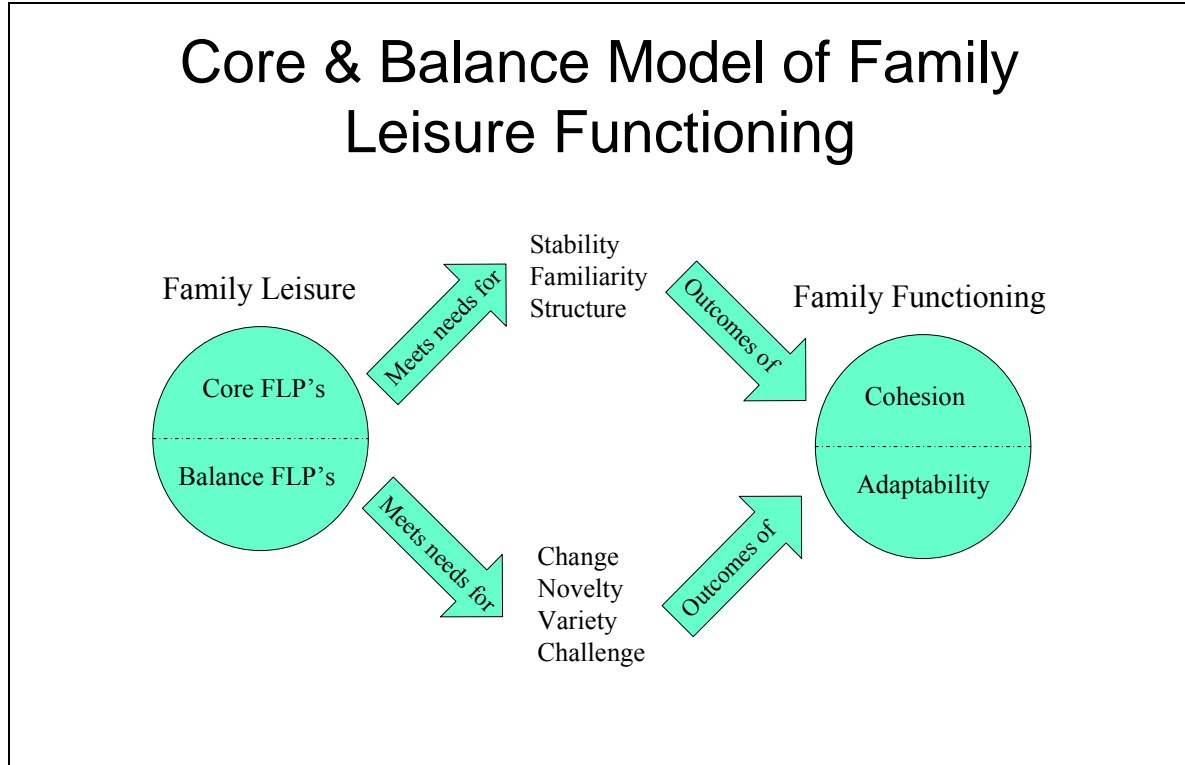 Core & Balance Model of Family
Leisure Functioning
Family Leisure
Core FLP’s
Balance FLP’s
Meets needs for
Stability
Familiarity
Structure
Outcomes of
Meets needs for
Change
Novelty
Variety
Challenge
Outcomes of
Family Functioning
Cohesion
Adaptability